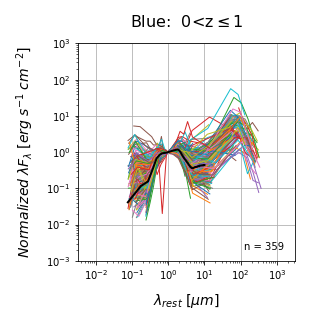 Blue:  0<z≤1
Normalized λF_λ [erg s⁻¹ cm⁻²]
10³
10²
10¹
10⁰
10⁻¹
10⁻²
10⁻³
n = 359
10⁻² 10⁻¹ 10⁰ 10¹ 10² 10³
λ_rest [μm]